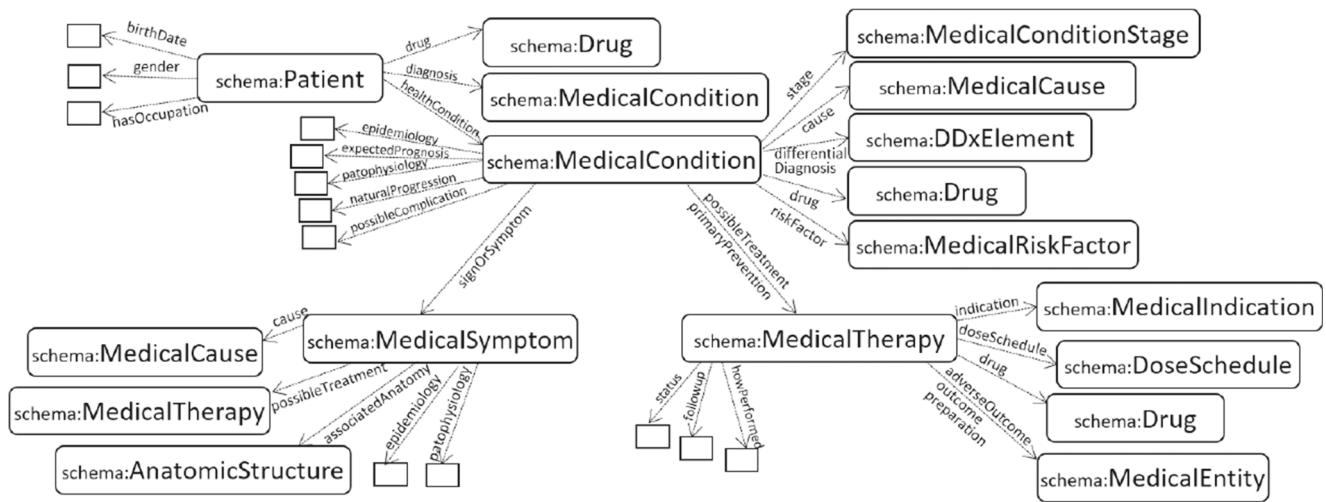 birthDate
gender
hasOccupation
schema:Patient
drug
diagnosis
healthCondition
schema:Drug
schema:MedicalCondition
epidemiology
expectedPrognosis
patophysiology
naturalProgression
possibleComplication
schema:MedicalCondition
stage
cause
differential
Diagnosis
drug
riskFactor
schema:MedicalConditionStage
schema:MedicalCause
schema:DDxElement
schema:Drug
schema:MedicalRiskFactor
signOrSymptom
possibleTreatment
primaryPrevention
cause
schema:MedicalSymptom
schema:MedicalCause
possibleTreatment
schema:MedicalTherapy
associatedAnatomy
epidemiology
patophysiology
schema:AnatomicStructure
schema:MedicalTherapy
status
followup
howPerformed
indication
doseSchedule
drug
adverseOutcome
outcome
preparation
schema:MedicalIndication
schema:DoseSchedule
schema:Drug
schema:MedicalEntity